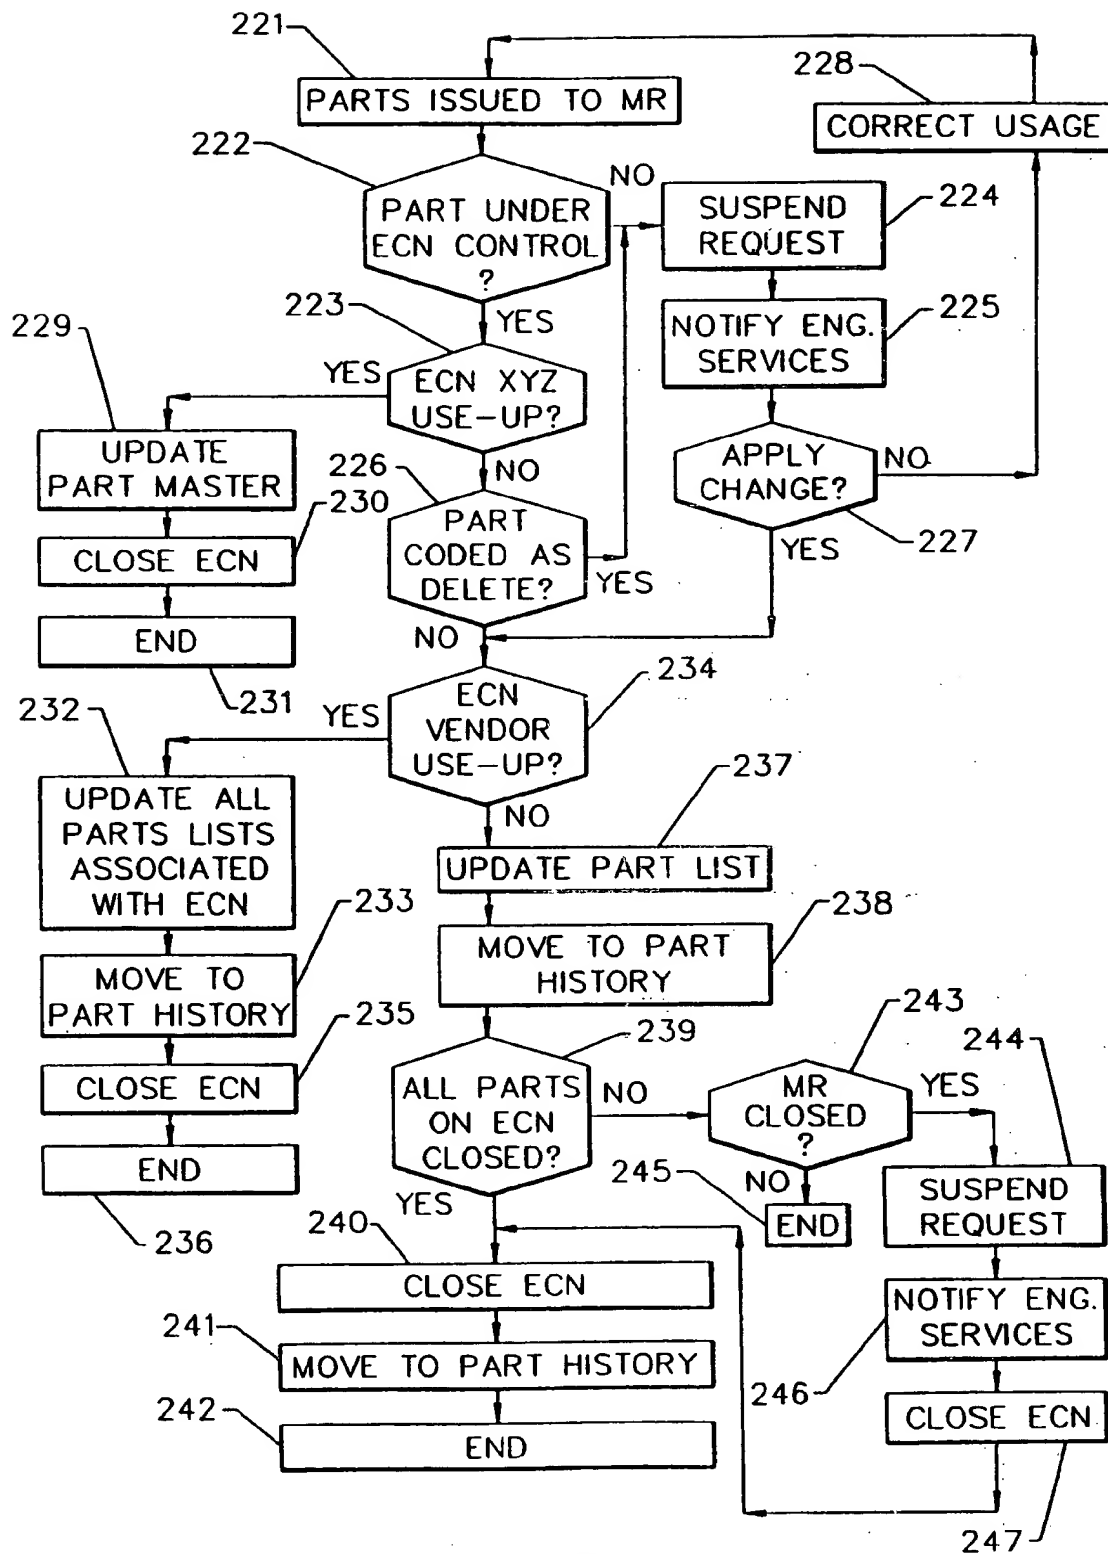 221
PARTS ISSUED TO MR
228
CORRECT USAGE
222
PART UNDER
ECN CONTROL
?
NO
SUSPEND
REQUEST
224
YES
223
ECN XYZ
USE-UP?
YES
229
NOTIFY ENG.
SERVICES
225
UPDATE
PART MASTER
NO
226
APPLY
CHANGE?
NO
227
YES
230
CLOSE ECN
PART
CODED AS
DELETE?
YES
END
231
NO
234
ECN
VENDOR
USE-UP?
YES
232
UPDATE ALL
PARTS LISTS
ASSOCIATED
WITH ECN
NO
237
UPDATE PART LIST
233
MOVE TO
PART HISTORY
238
MOVE TO PART
HISTORY
235
CLOSE ECN
239
ALL PARTS
ON ECN
CLOSED?
NO
243
MR
CLOSED
?
YES
244
END
236
YES
NO
245
END
SUSPEND
REQUEST
240
CLOSE ECN
NOTIFY ENG.
SERVICES
246
241
MOVE TO PART HISTORY
CLOSE ECN
242
END
247